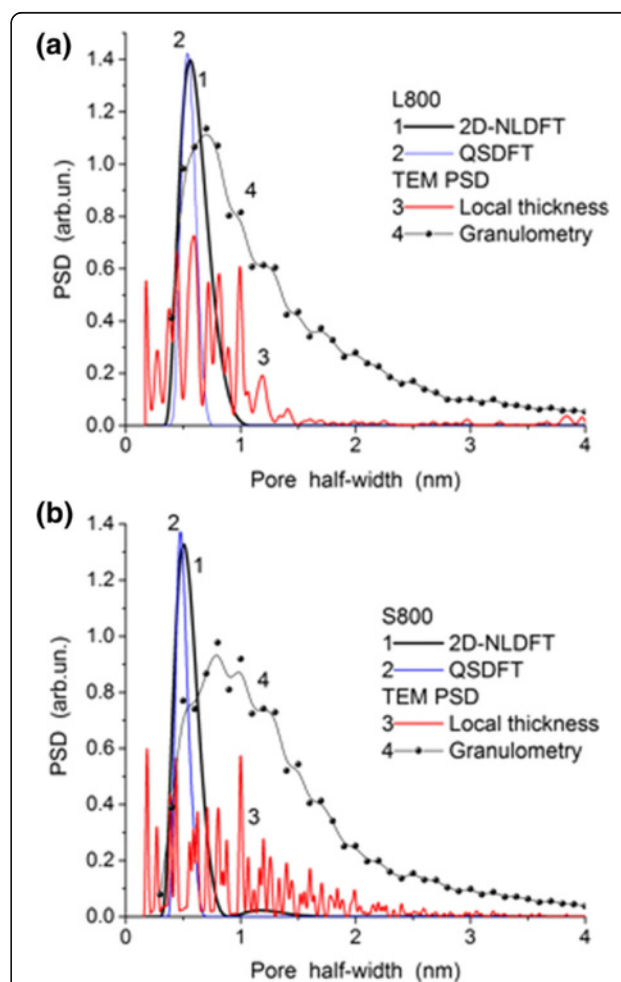 (a)
2
1
4
3
L800
1 2D-NLDFT
2 QSDFT
TEM PSD
3 Local thickness
4 Granulometry
PSD (arb.un.)
1.4
1.2
1.0
0.8
0.6
0.4
0.2
0.0
0 1 2 3 4
Pore half-width (nm)
(b)
2
1
4
3
S800
1 2D-NLDFT
2 QSDFT
TEM PSD
3 Local thickness
4 Granulometry
PSD (arb.un.)
1.4
1.2
1.0
0.8
0.6
0.4
0.2
0.0
0 1 2 3 4
Pore half-width (nm)